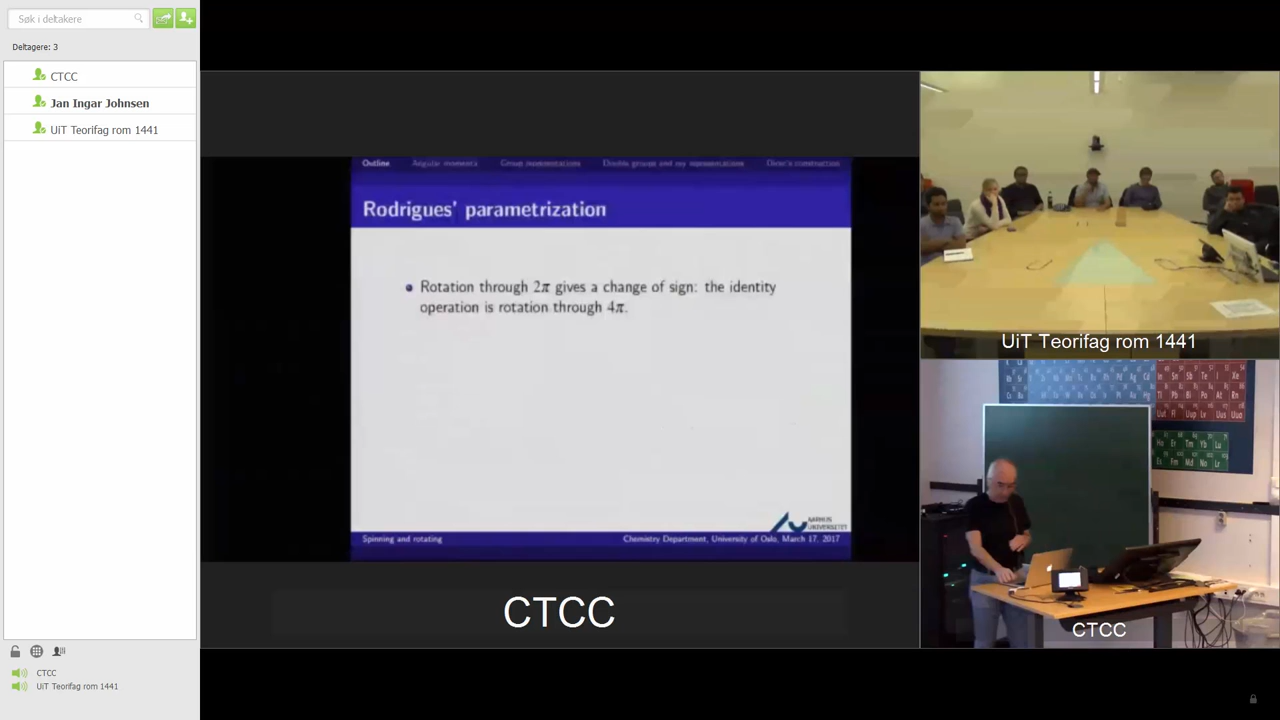 Søk i deltakere
Deltagere: 3
CTCC
Jan Ingar Johnsen
UiT Teorifag rom 1441
CTCC
UiT Teorifag rom 1441
Outline Angular momenta Group representations Double groups and ray representations Dirac's construction
Rodrigues' parametrization
Rotation through 2π gives a change of sign: the identity
operation is rotation through 4π.
AARHUS
UNIVERSITET
Spinning and rotating Chemistry Department, University of Oslo, March 17, 2017
CTCC
UiT Teorifag rom 1441
CTCC